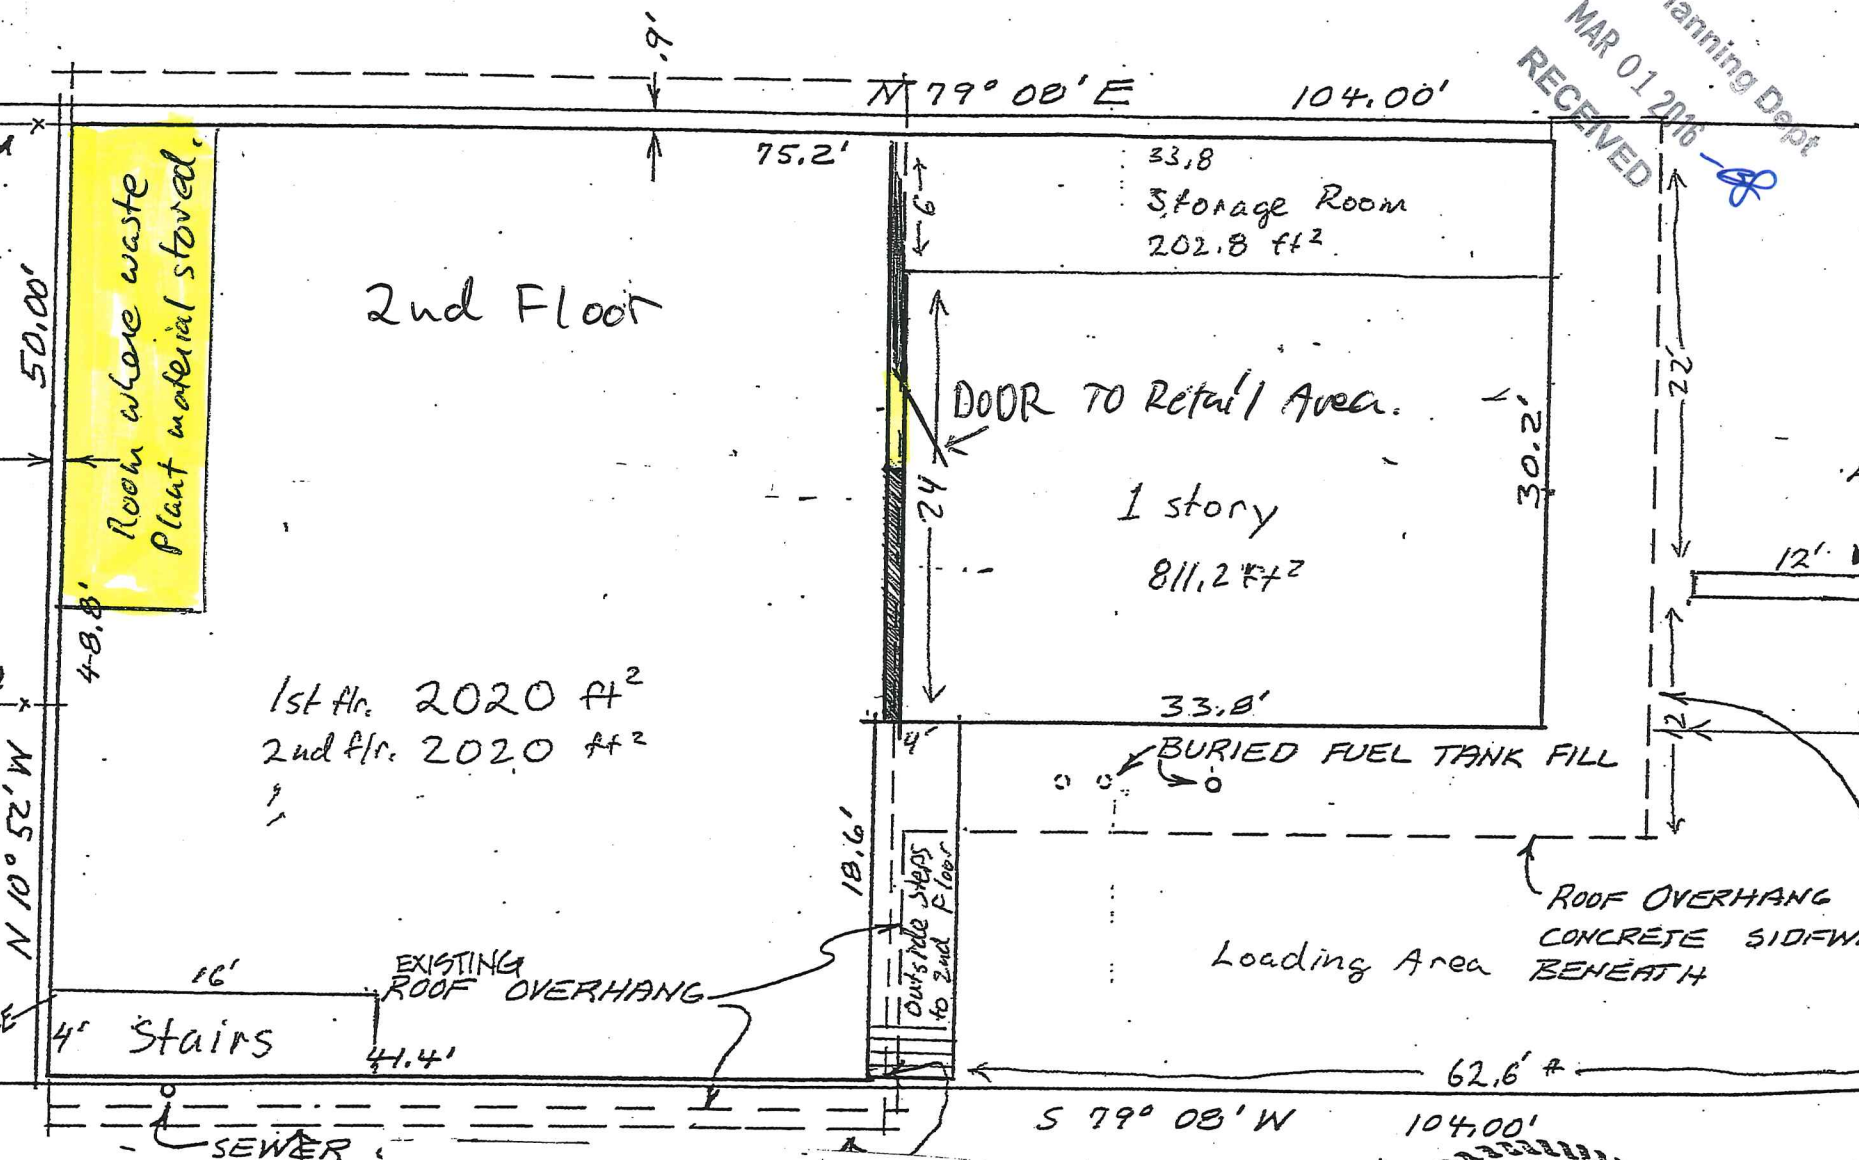 .9'
N 79° 08' E 104.00'
Planning Dept
MAR 01 2016
RECEIVED
75.2'
33.8
Storage Room
202.8 ft²
6
50.00'
Room where waste
Plant material stored.
2nd Floor
DOOR TO Retail Area.
22'
30.2'
24
1 story
811.2 Ft²
12'
48.8'
1st flr. 2020 ft²
2nd flr. 2020 ft²
33.8'
4'
12
BURIED FUEL TANK FILL
N 10° 52' W
18.6'
Outside Steps
to 2nd Floor
ROOF OVERHANG
CONCRETE SIDEW
BENEATH
Loading Area
EXISTING
ROOF OVERHANG
16'
4' Stairs
41.4'
62.6' ±
S 79° 08' W 104.00'
SEWER